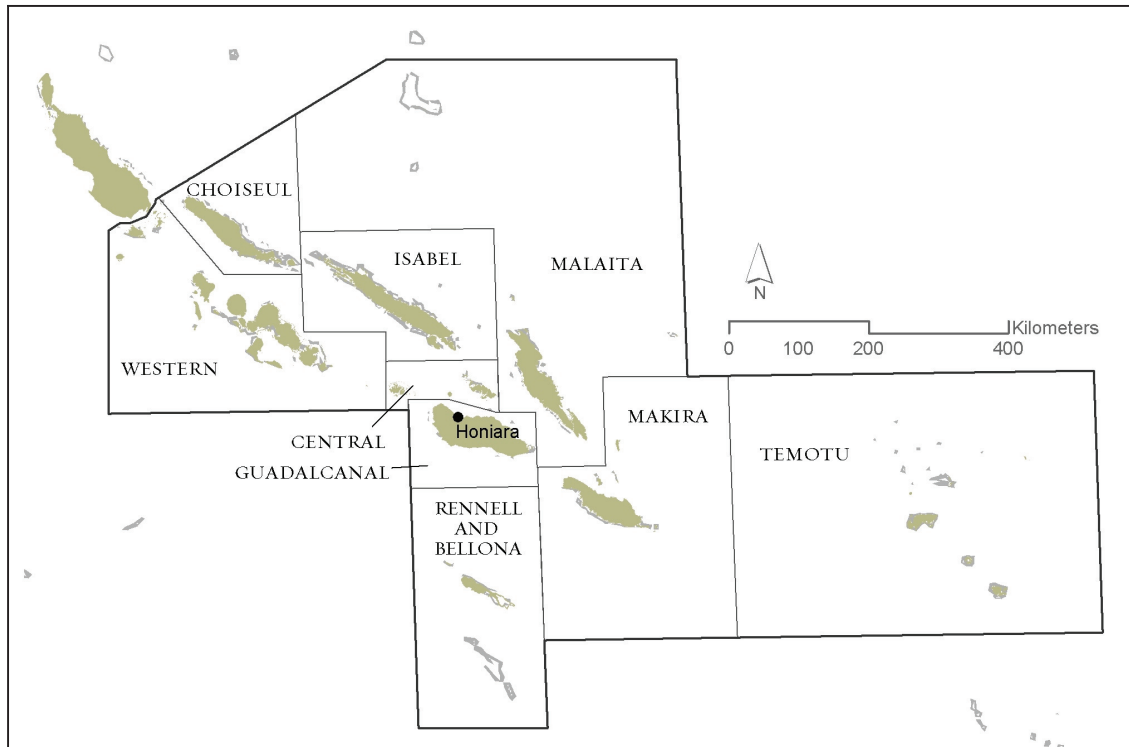 CHOISEUL
ISABEL
MALAITA
N
Kilometers
0 100 200 400
WESTERN
MAKIRA
Honiara
CENTRAL
TEMOTU
GUADALCANAL
RENNELL
AND
BELLONA